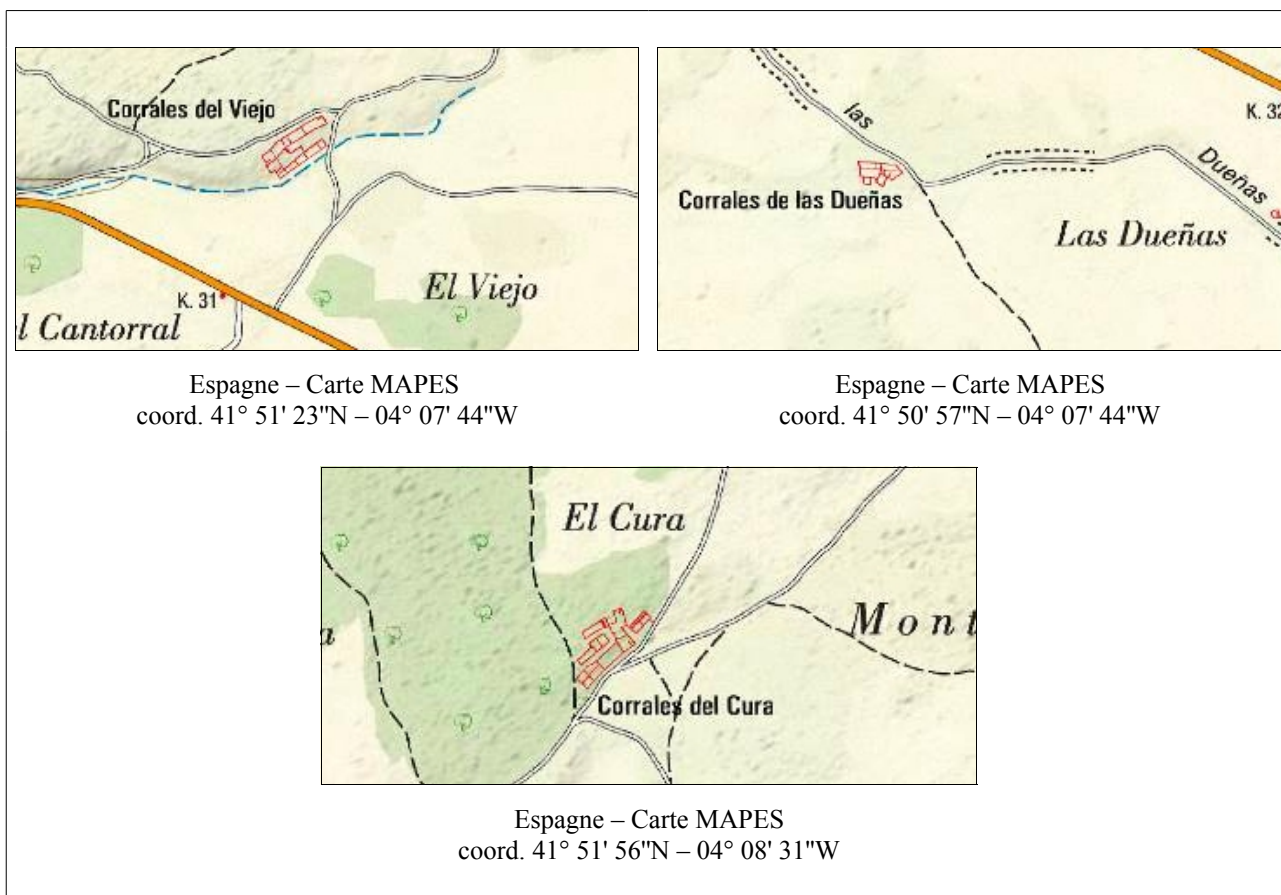 Corrales del Viejo
El Viejo
K. 31
l Cantorral
Espagne – Carte MAPES
coord. 41° 51' 23"N – 04° 07' 44"W
las
K. 32
Dueñas
Corrales de las Dueñas
Las Dueñas
Espagne – Carte MAPES
coord. 41° 50' 57"N – 04° 07' 44"W
El Cura
a
Mont
Corrales del Cura
Espagne – Carte MAPES
coord. 41° 51' 56"N – 04° 08' 31"W